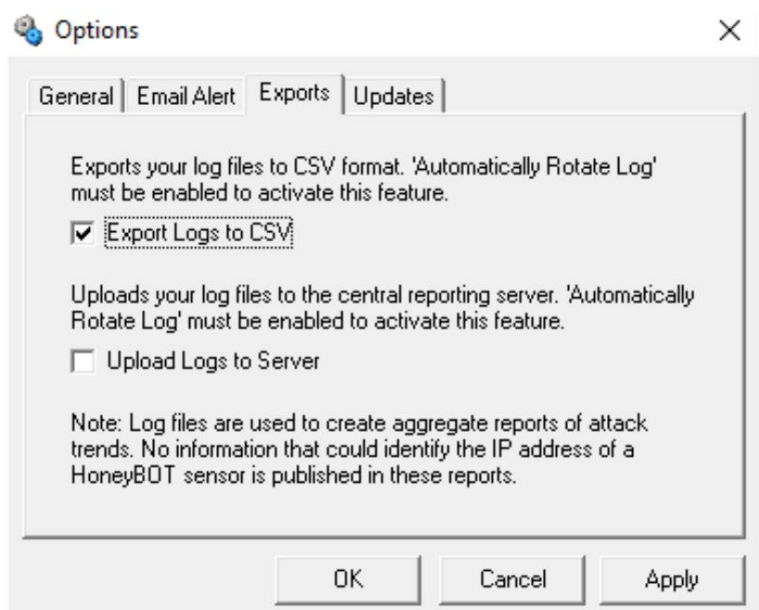 Options
General Email Alert Exports Updates
Exports your log files to CSV format. 'Automatically Rotate Log'
must be enabled to activate this feature.
Export Logs to CSV
Uploads your log files to the central reporting server. 'Automatically
Rotate Log' must be enabled to activate this feature.
Upload Logs to Server
Note: Log files are used to create aggregate reports of attack
trends. No information that could identify the IP address of a
HoneyBOT sensor is published in these reports.
OK Cancel Apply